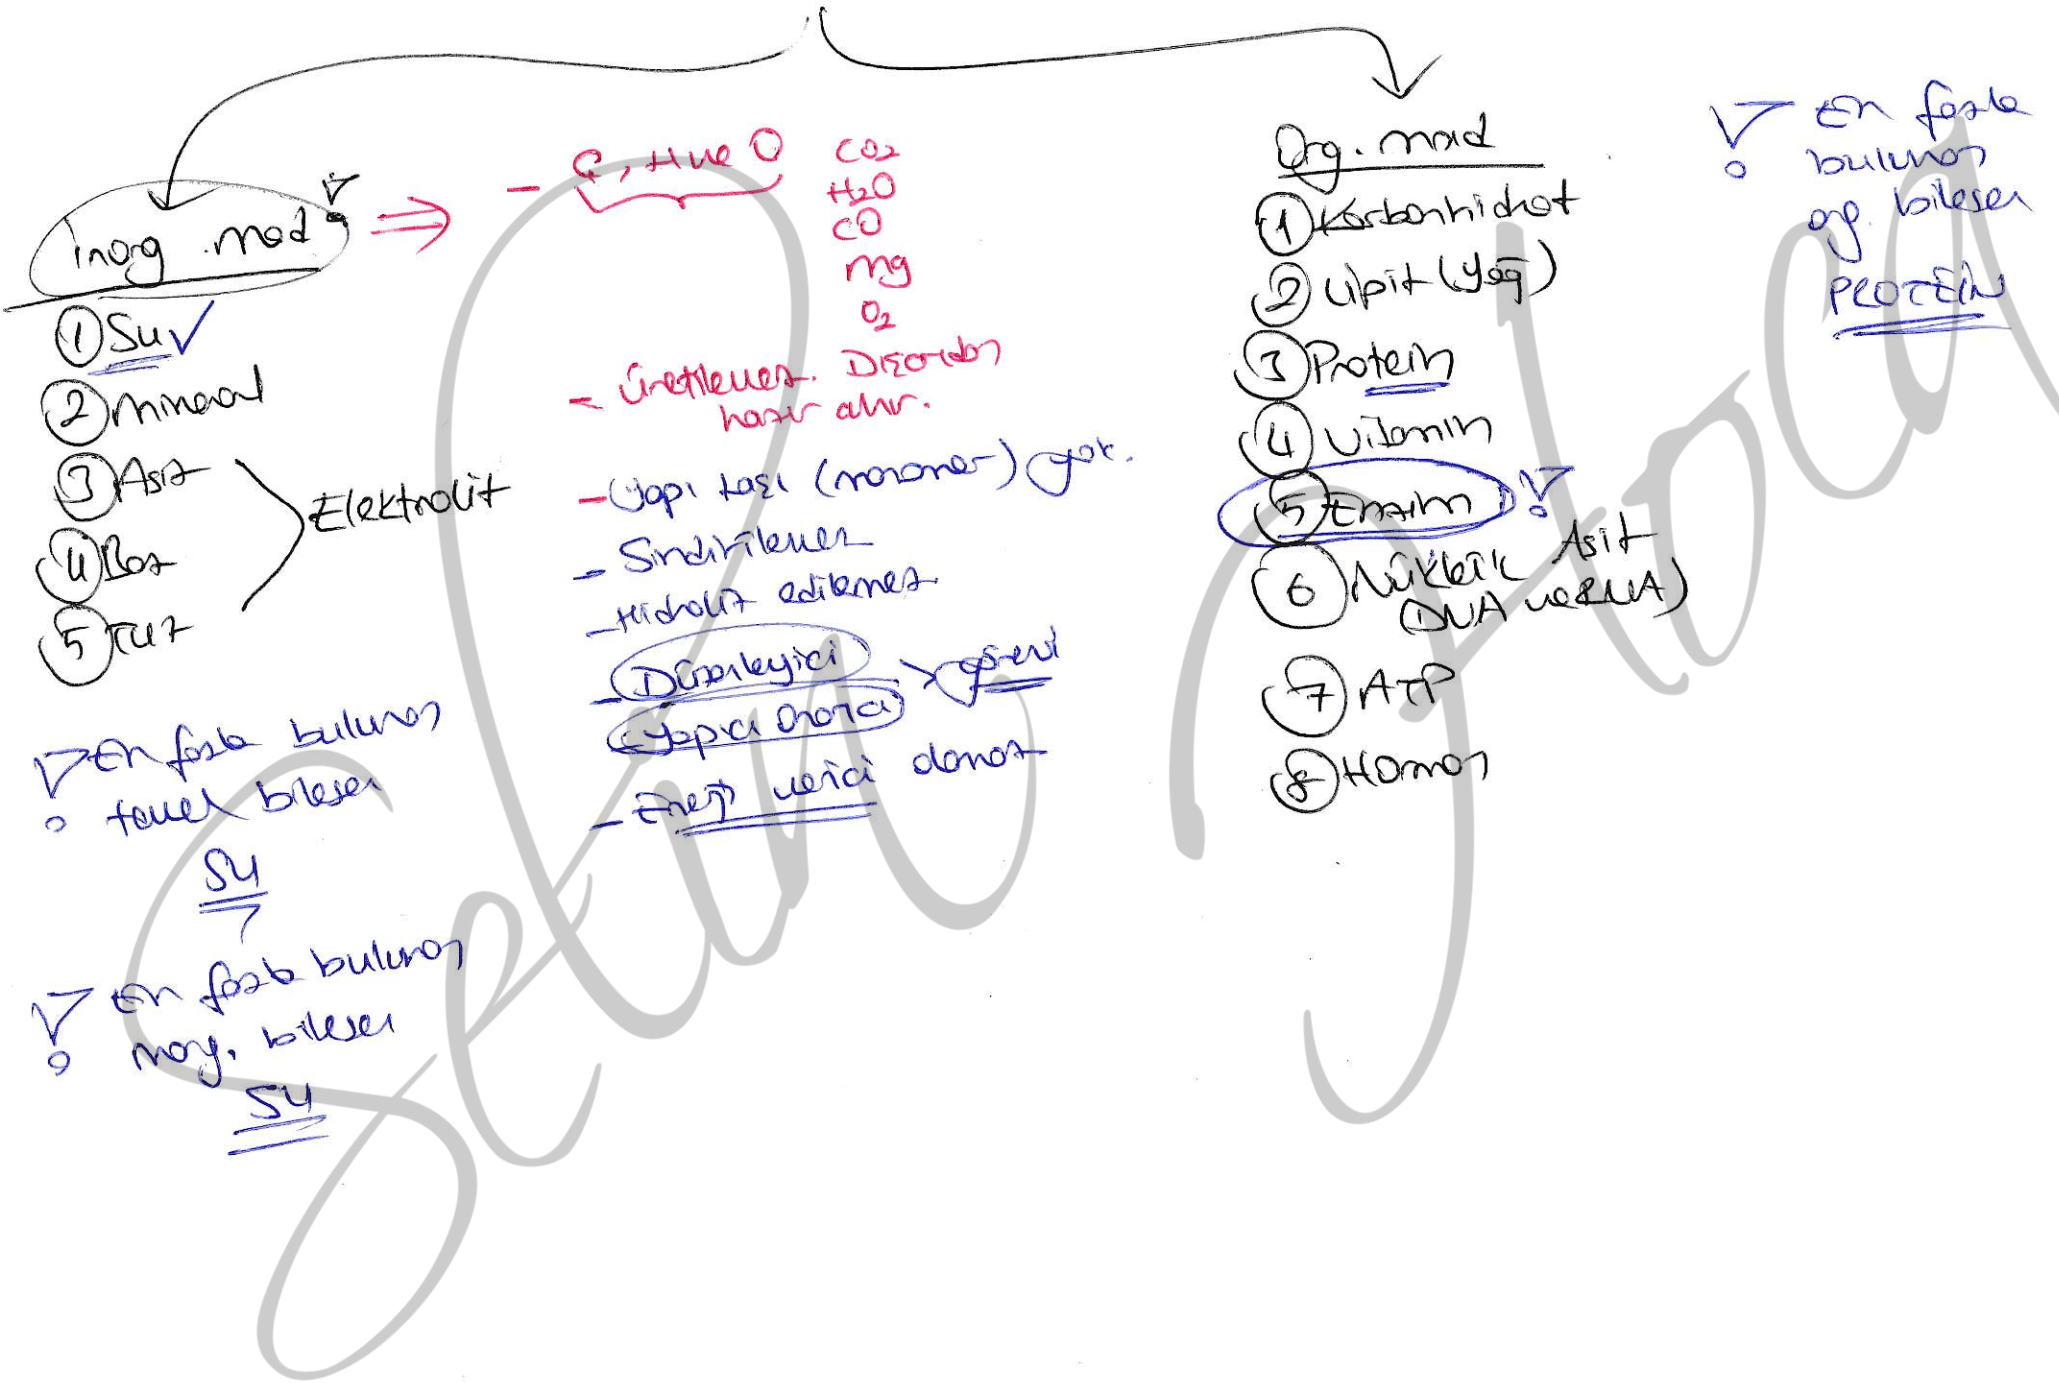 inorg. mad
① Su
② Mineral
③ Asit
④ Baz
⑤ Tuz
Elektrolit
En fazla bulunan
temel bileşen
Su
En fazla bulunan
inorg. bileşen
Su
- C, H ve O
CO₂
H₂O
CO
Mg
O₂
- Üretilemez. Dışarıdan
hazır alınır.
- Yapı taşı (monomer) yok.
- Sindirilemez
- Hidroliz edilemez
- Düzenleyici
Yapıcı Onarıcı
görevi
- Enerji verici olamaz
Org. mad
① Karbonhidrat
② Lipit (Yağ)
③ Protein
④ Vitamin
⑤ Enzim
⑥ Nükleik Asit
(DNA ve RNA)
⑦ ATP
⑧ Hormon
En fazla
bulunan
org. bileşen
PROTEİN
Selin Hoca